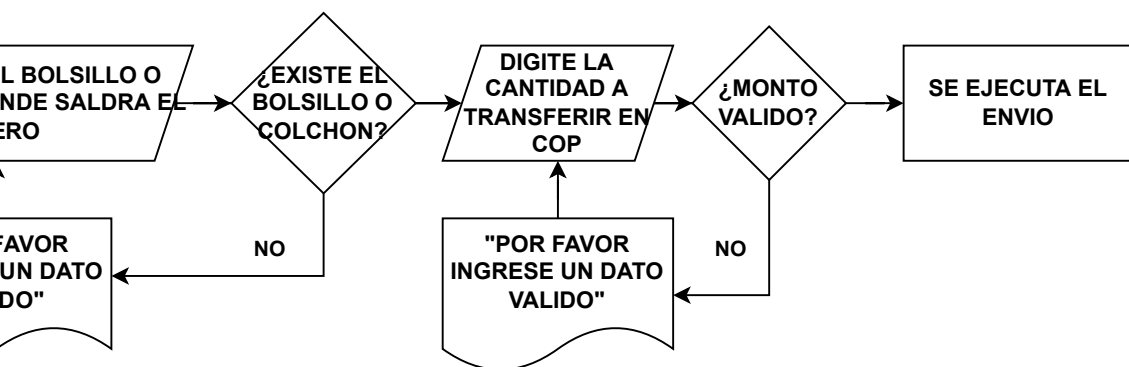 L BOLSILLO O
NDE SALDRA EL
ERO
¿EXISTE EL
BOLSILLO O
COLCHON?
DIGITE LA
CANTIDAD A
TRANSFERIR EN
COP
¿MONTO
VALIDO?
SE EJECUTA EL
ENVIO
FAVOR
UN DATO
DO"
NO
"POR FAVOR
INGRESE UN DATO
VALIDO"
NO